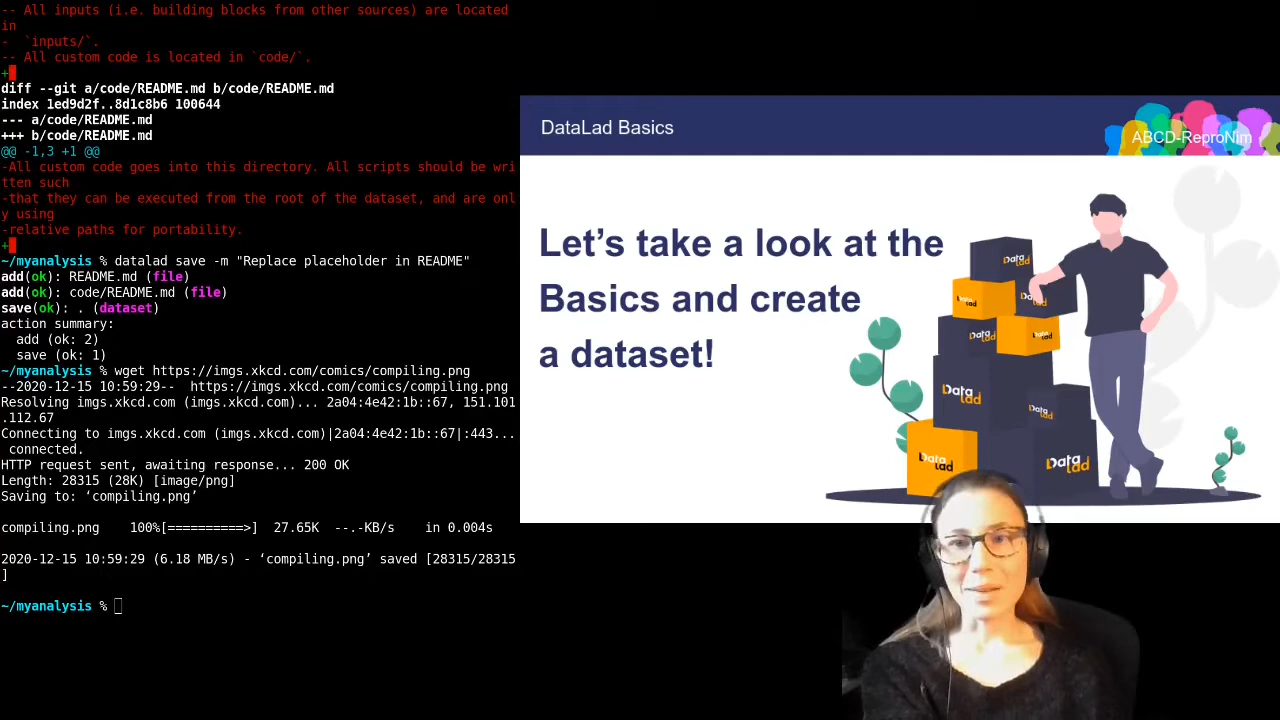 -- All inputs (i.e. building blocks from other sources) are located
in
-  `inputs/`.
-- All custom code is located in `code/`.
+
diff --git a/code/README.md b/code/README.md
index 1ed9d2f..8d1c8b6 100644
--- a/code/README.md
+++ b/code/README.md
@@ -1,3 +1 @@
-All custom code goes into this directory. All scripts should be wri
tten such
-that they can be executed from the root of the dataset, and are onl
y using
-relative paths for portability.
+
~/myanalysis % datalad save -m "Replace placeholder in README"
add(ok): README.md (file)
add(ok): code/README.md (file)
save(ok): . (dataset)
action summary:
  add (ok: 2)
  save (ok: 1)
~/myanalysis % wget https://imgs.xkcd.com/comics/compiling.png
--2020-12-15 10:59:29--  https://imgs.xkcd.com/comics/compiling.png
Resolving imgs.xkcd.com (imgs.xkcd.com)... 2a04:4e42:1b::67, 151.101
.112.67
Connecting to imgs.xkcd.com (imgs.xkcd.com)|2a04:4e42:1b::67|:443...
 connected.
HTTP request sent, awaiting response... 200 OK
Length: 28315 (28K) [image/png]
Saving to: ‘compiling.png’
compiling.png    100%[==========>]  27.65K  --.-KB/s    in 0.004s
2020-12-15 10:59:29 (6.18 MB/s) - ‘compiling.png’ saved [28315/28315
]
~/myanalysis %
DataLad Basics
ABCD-ReproNim
Let’s take a look at the
Basics and create
a dataset!
DataLad
DataLad
DataLad
DataLad
DataLad
DataLad
DataLad
DataLad